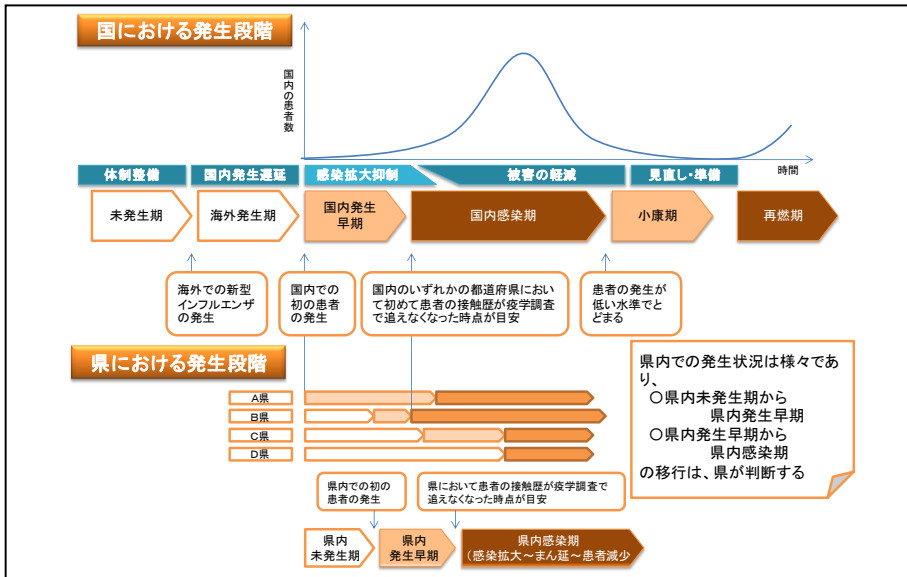 国における発生段階
国内の患者数
時間
体制整備
国内発生遅延
感染拡大抑制
被害の軽減
見直し・準備
未発生期
海外発生期
国内発生
早期
国内感染期
小康期
再燃期
海外での新型
インフルエンザ
の発生
国内での
初の患者
の発生
国内のいずれかの都道府県において
初めて患者の接触歴が疫学調査
で追えなくなった時点が目安
患者の発生が
低い水準でと
どまる
県における発生段階
A県
B県
C県
D県
県内での発生状況は様々であ
り、
○県内未発生期から
県内発生早期
○県内発生早期から
県内感染期
の移行は、県が判断する
県内での初の
患者の発生
県において患者の接触歴が疫学調査で
追えなくなった時点が目安
県内
未発生期
県内
発生早期
県内感染期
(感染拡大~まん延~患者減少